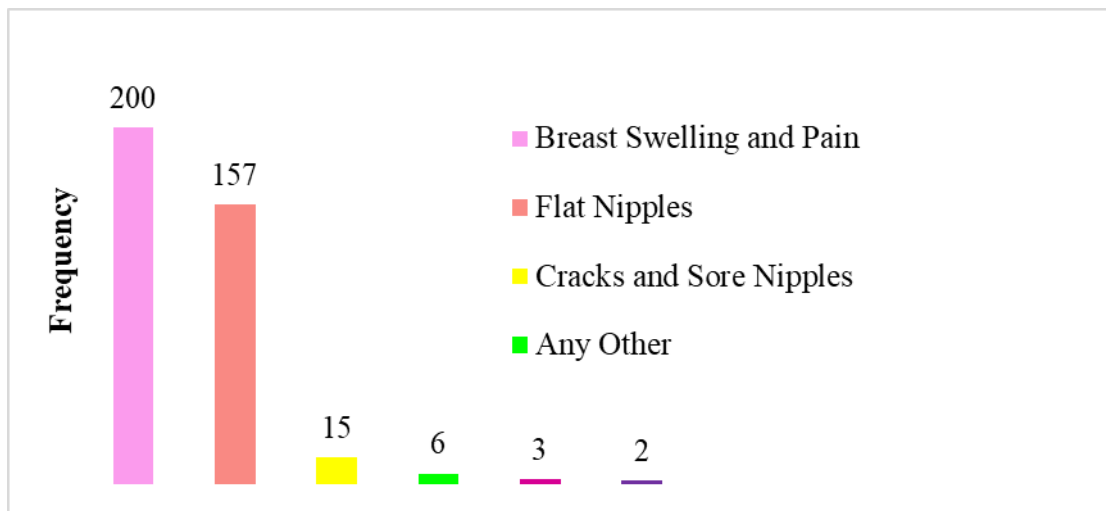 Frequency
200
157
15
6
3
2
Breast Swelling and Pain
Flat Nipples
Cracks and Sore Nipples
Any Other